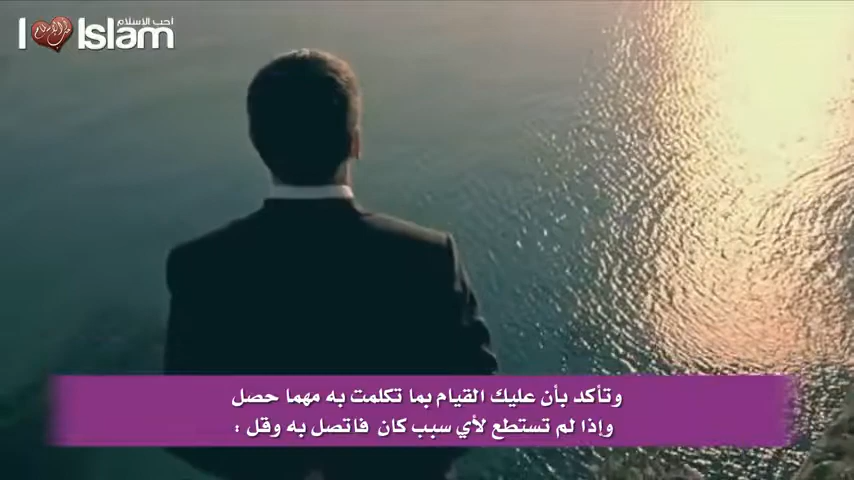 أحب الإسلام
I Islam
وتأكد بأن عليك القيام بما تكلمت به مهما حصل
وإذا لم تستطع لأي سبب كان فاتصل به وقل :